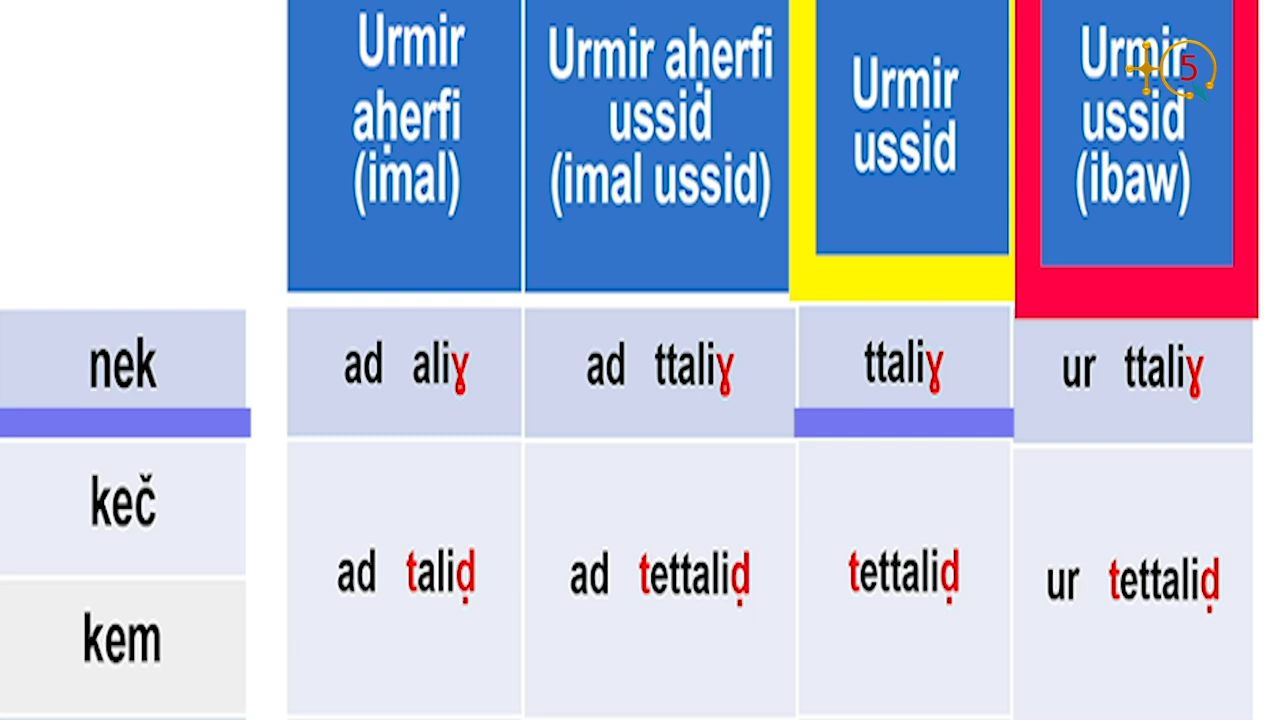 Urmir
aḥerfi
(imal)
Urmir aḥerfi
ussid
(imal ussid)
Urmir
ussid
Urmir
ussid
(ibaw)
5
nek
ad aliɣ
ad ttaliɣ
ttaliɣ
ur ttaliɣ
keč
kem
ad taliḍ
ad tettaliḍ
tettaliḍ
ur tettaliḍ